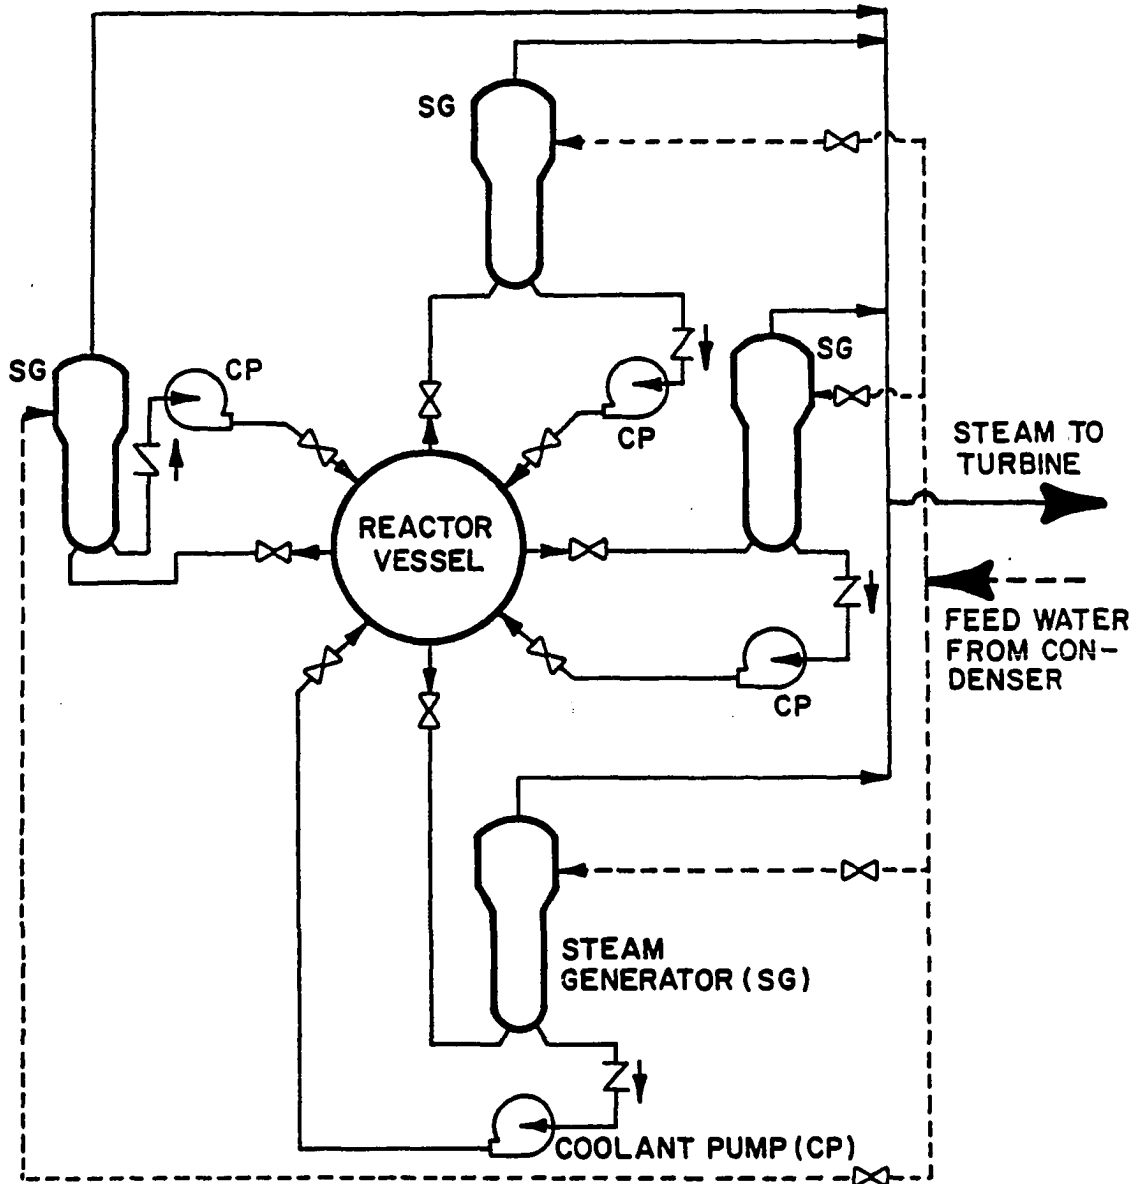 SG
SG
CP
CP
SG
STEAM TO
TURBINE
REACTOR
VESSEL
FEED WATER
FROM CON-
DENSER
CP
STEAM
GENERATOR (SG)
COOLANT PUMP (CP)